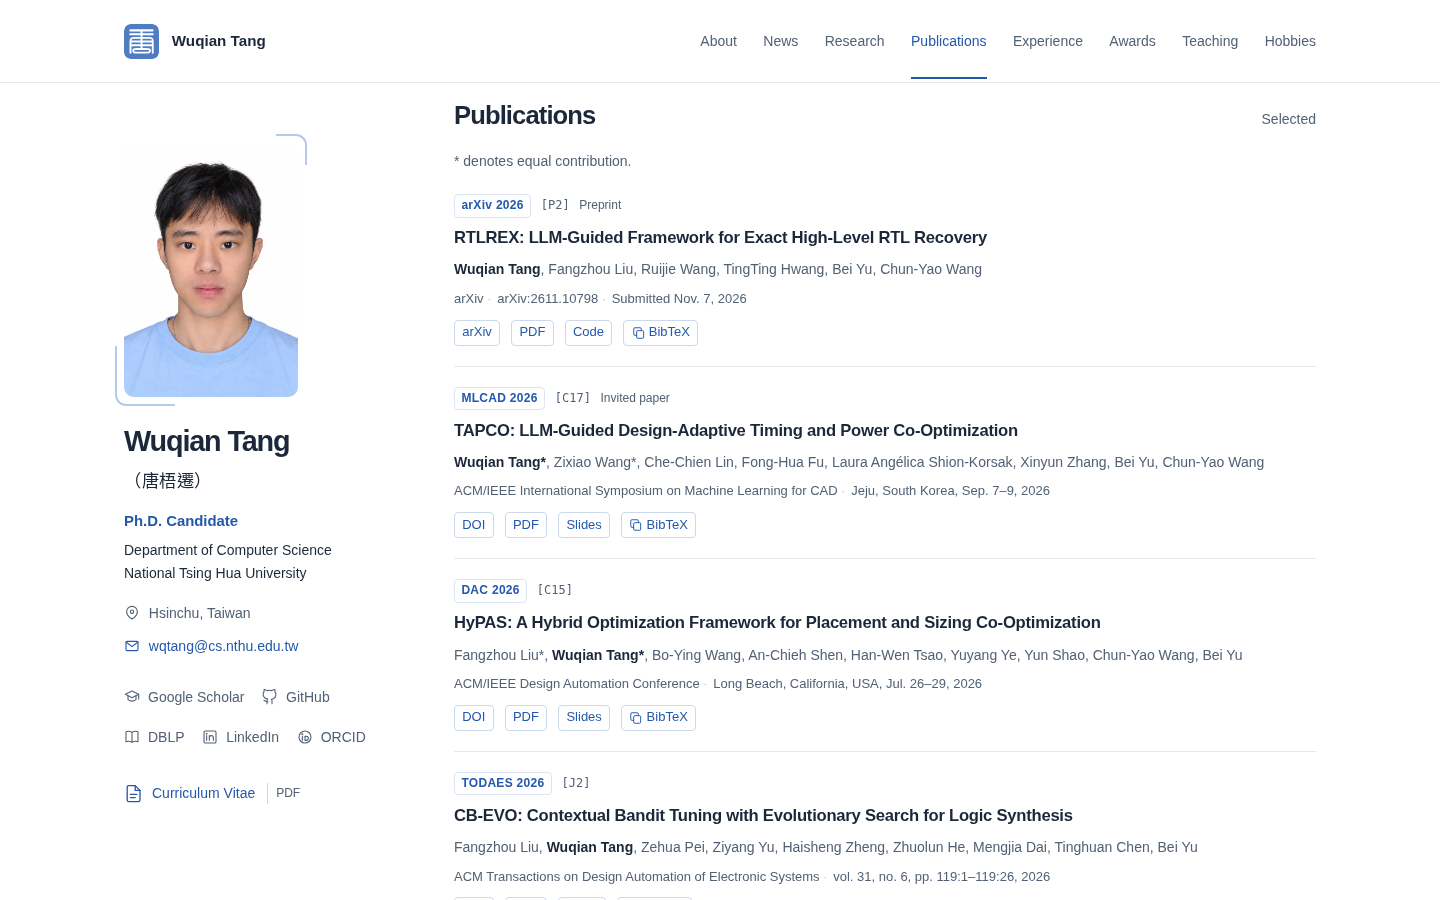 Wuqian Tang
About News Research Publications Experience Awards Teaching Hobbies
Wuqian Tang
（唐梧遷）
Ph.D. Candidate
Department of Computer Science
National Tsing Hua University
Hsinchu, Taiwan
wqtang@cs.nthu.edu.tw
Google Scholar GitHub
DBLP LinkedIn ORCID
Curriculum Vitae PDF
Publications
Selected
* denotes equal contribution.
arXiv 2026 [P2] Preprint
RTLREX: LLM-Guided Framework for Exact High-Level RTL Recovery
Wuqian Tang, Fangzhou Liu, Ruijie Wang, TingTing Hwang, Bei Yu, Chun-Yao Wang
arXiv · arXiv:2611.10798 · Submitted Nov. 7, 2026
arXiv PDF Code BibTeX
MLCAD 2026 [C17] Invited paper
TAPCO: LLM-Guided Design-Adaptive Timing and Power Co-Optimization
Wuqian Tang*, Zixiao Wang*, Che-Chien Lin, Fong-Hua Fu, Laura Angélica Shion-Korsak, Xinyun Zhang, Bei Yu, Chun-Yao Wang
ACM/IEEE International Symposium on Machine Learning for CAD · Jeju, South Korea, Sep. 7–9, 2026
DOI PDF Slides BibTeX
DAC 2026 [C15]
HyPAS: A Hybrid Optimization Framework for Placement and Sizing Co-Optimization
Fangzhou Liu*, Wuqian Tang*, Bo-Ying Wang, An-Chieh Shen, Han-Wen Tsao, Yuyang Ye, Yun Shao, Chun-Yao Wang, Bei Yu
ACM/IEEE Design Automation Conference · Long Beach, California, USA, Jul. 26–29, 2026
DOI PDF Slides BibTeX
TODAES 2026 [J2]
CB-EVO: Contextual Bandit Tuning with Evolutionary Search for Logic Synthesis
Fangzhou Liu, Wuqian Tang, Zehua Pei, Ziyang Yu, Haisheng Zheng, Zhuolun He, Mengjia Dai, Tinghuan Chen, Bei Yu
ACM Transactions on Design Automation of Electronic Systems · vol. 31, no. 6, pp. 119:1–119:26, 2026